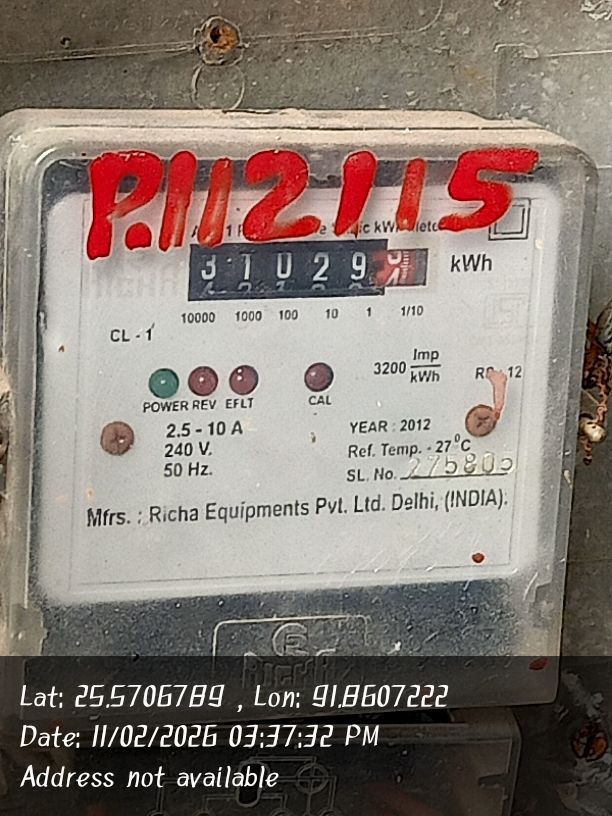 P.112115
3 1 0 2 9
kWh
10000 1000 100 10 1 1/10
CL - 1
3200 Imp/kWh
POWER REV EFLT
CAL
2.5 - 10 A
240 V.
50 Hz.
YEAR : 2012
Ref. Temp. - 27°C
SL. No. 275805
Mfrs. : Richa Equipments Pvt. Ltd. Delhi, (INDIA).
Lat: 25.5706789 , Lon: 91.8607222
Date: 11/02/2026 03:37:32 PM
Address not available